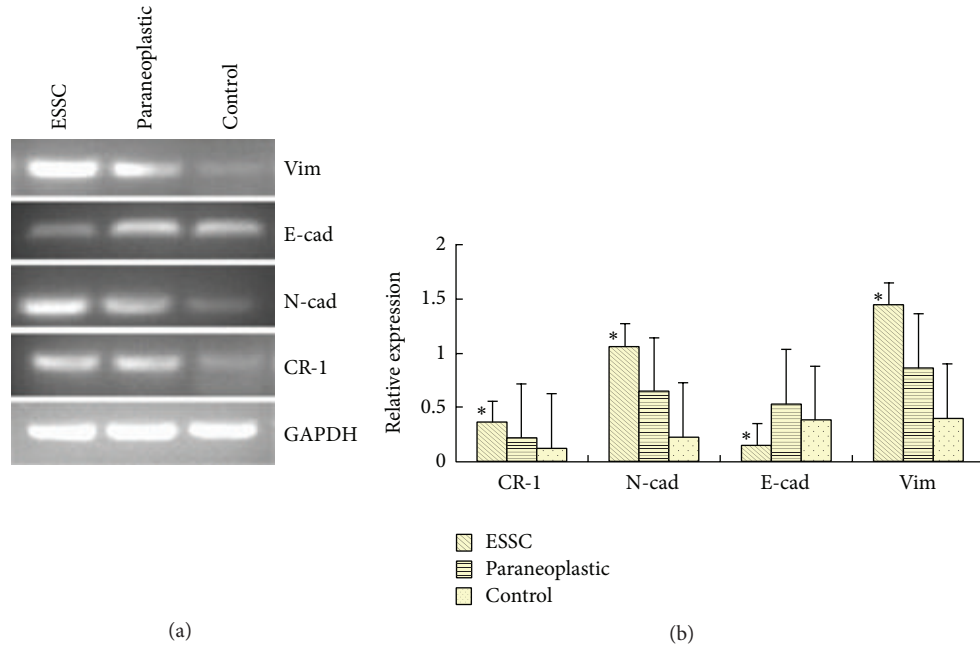 ESSC
Paraneoplastic
Control
Vim
E-cad
N-cad
CR-1
GAPDH
(a)
Relative expression
2
1.5
1
0.5
0
*
*
*
*
CR-1
N-cad
E-cad
Vim
ESSC
Paraneoplastic
Control
(b)